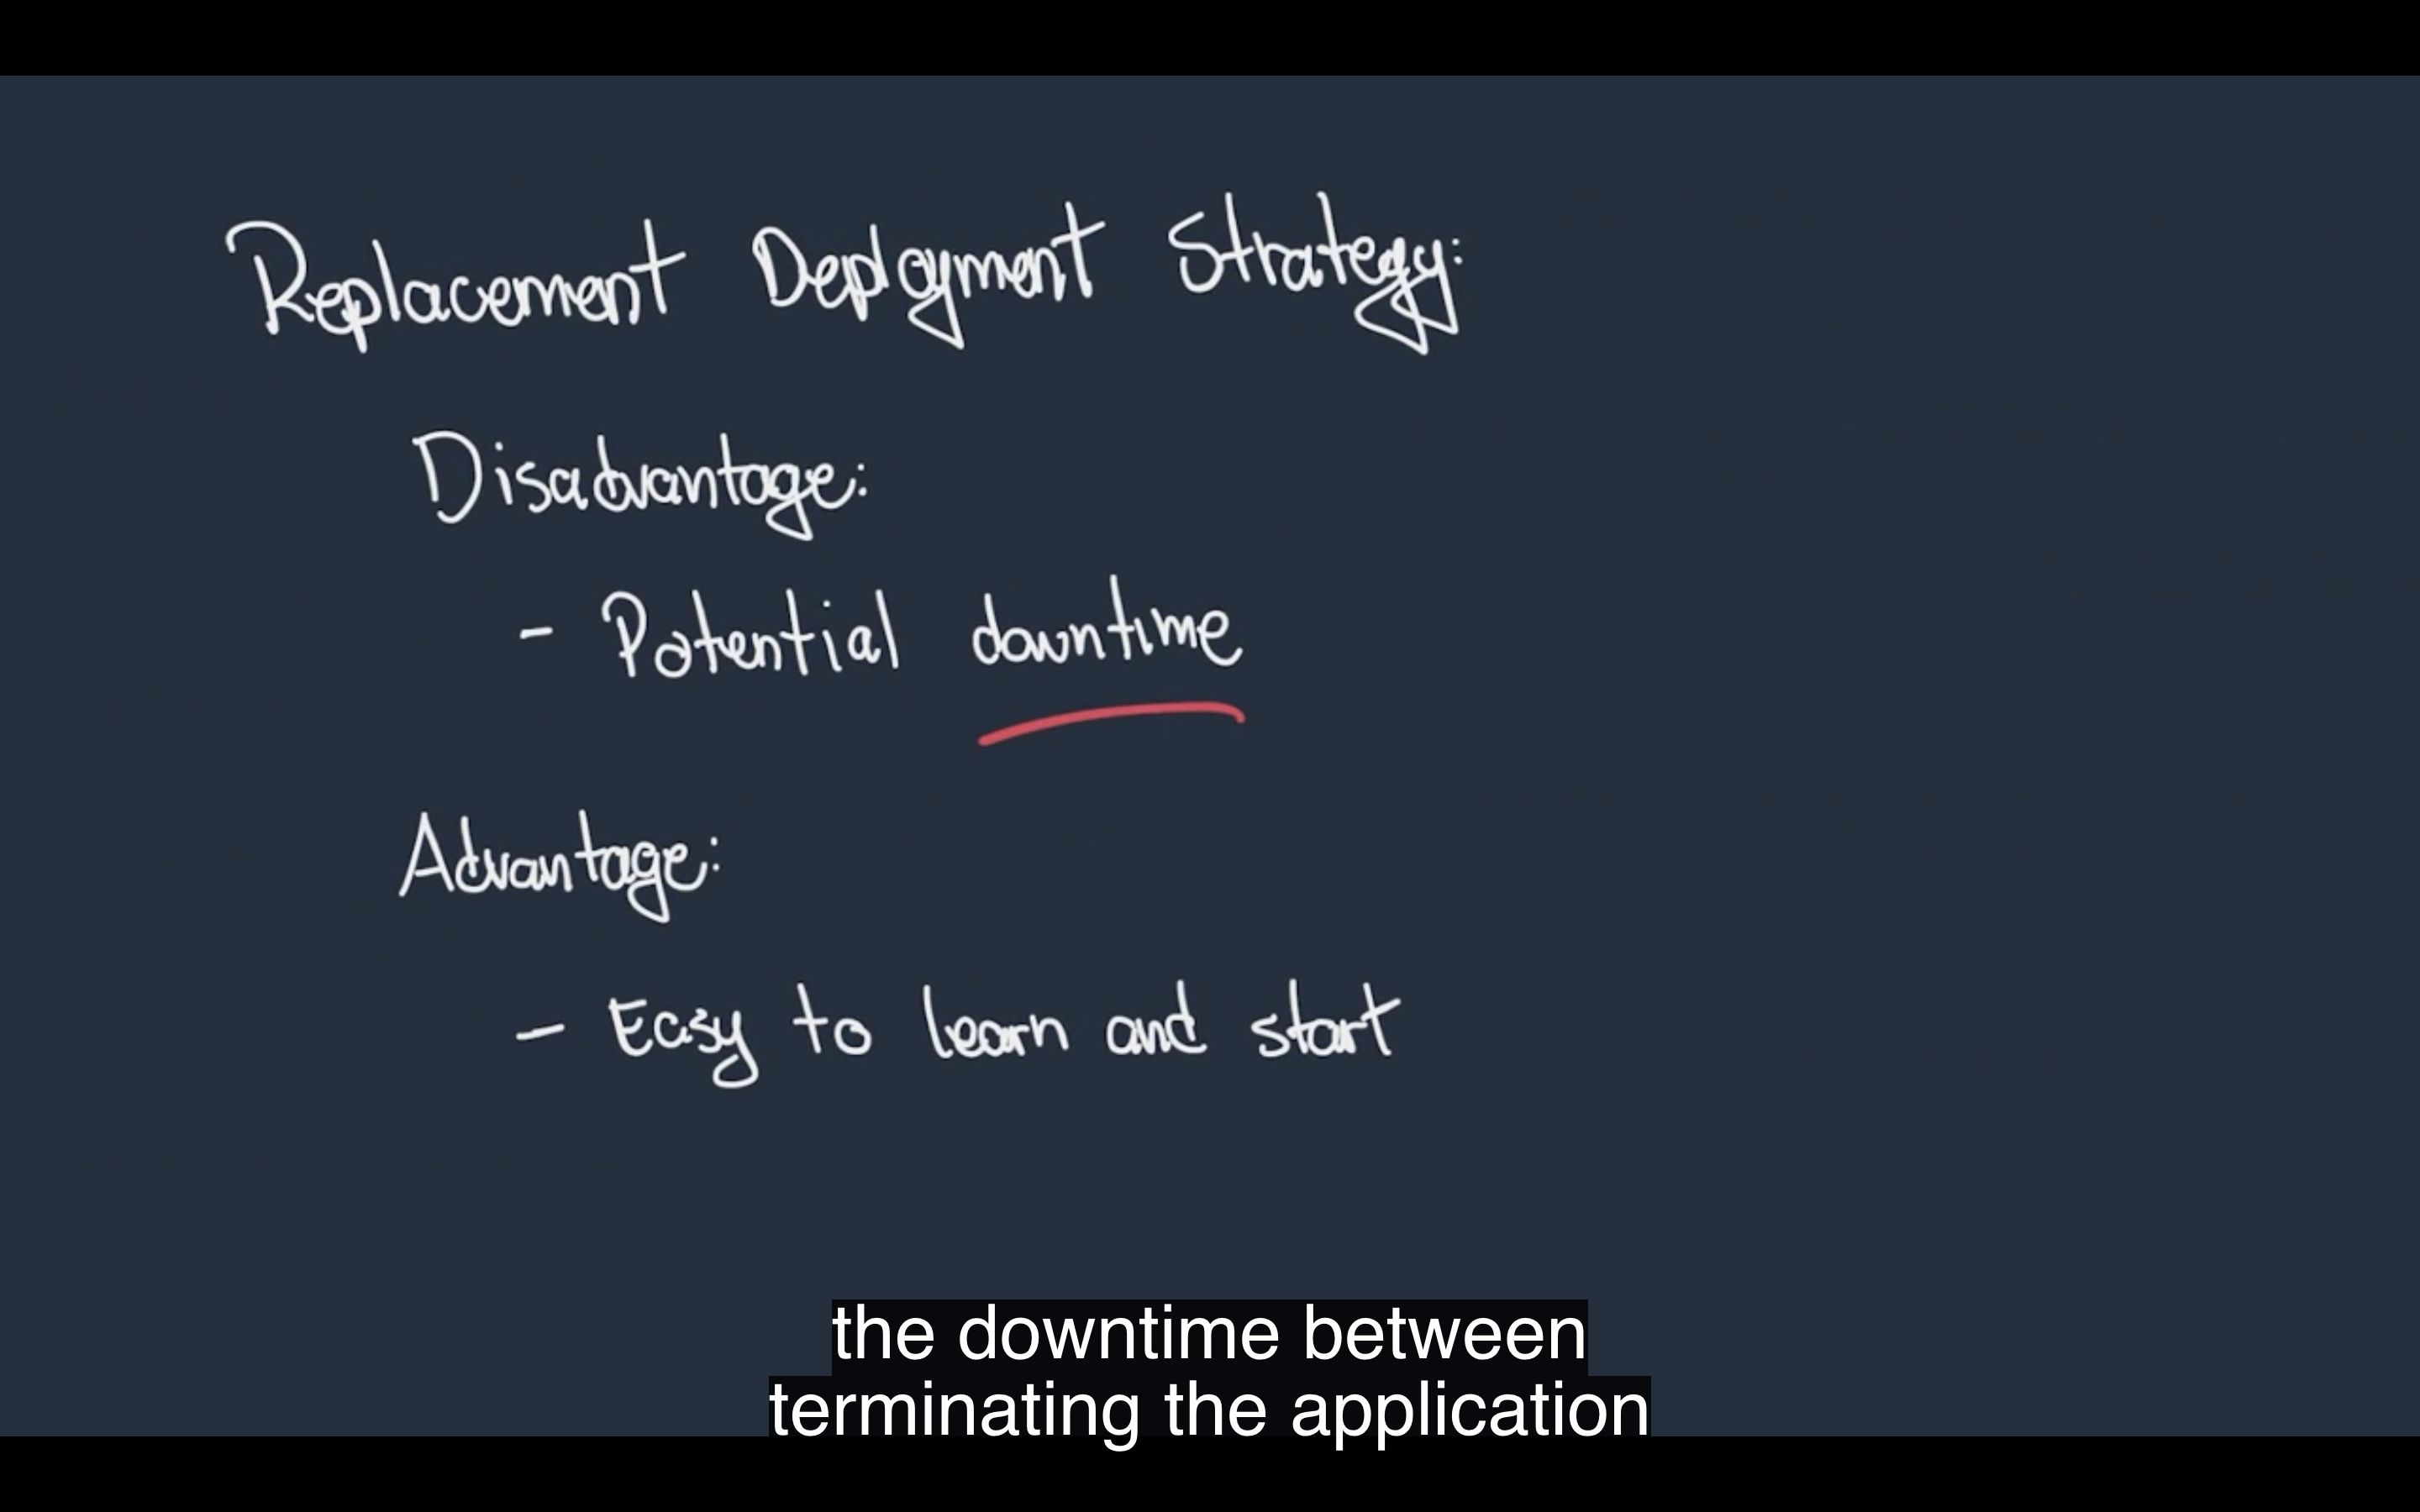 Replacement Deployment Strategy:
Disadvantage:
- Potential downtime
Advantage:
- Easy to learn and start
the downtime between
terminating the application